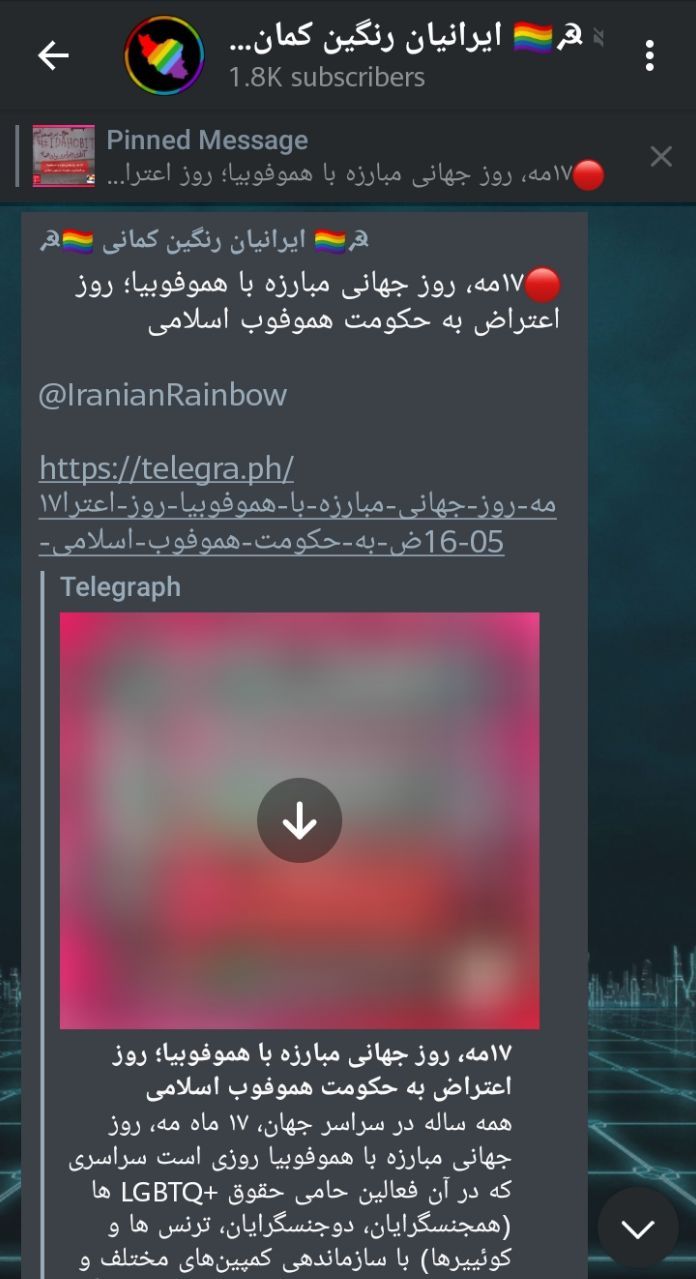 ☭🏳️‍🌈 ایرانیان رنگین کمان...
1.8K subscribers
Pinned Message
🔴۱۷مه، روز جهانی مبارزه با هموفوبیا؛ روز اعترا...
IDAHOBIT
☭🏳️‍🌈 ایرانیان رنگین کمانی 🏳️‍🌈☭
🔴۱۷مه، روز جهانی مبارزه با هموفوبیا؛ روز
اعتراض به حکومت هموفوب اسلامی
@IranianRainbow
https://telegra.ph/
۱۷مه-روز-جهانی-مبارزه-با-هموفوبیا-روز-اعترا
ض-به-حکومت-هموفوب-اسلامی-05-16
Telegraph
۱۷مه، روز جهانی مبارزه با هموفوبیا؛ روز
اعتراض به حکومت هموفوب اسلامی
همه ساله در سراسر جهان، ۱۷ ماه مه، روز
جهانی مبارزه با هموفوبیا روزی است سراسری
که در آن فعالین حامی حقوق +LGBTQ ها
(همجنسگرایان، دوجنسگرایان، ترنس ها و
کوئییرها) با سازماندهی کمپین‌های مختلف و